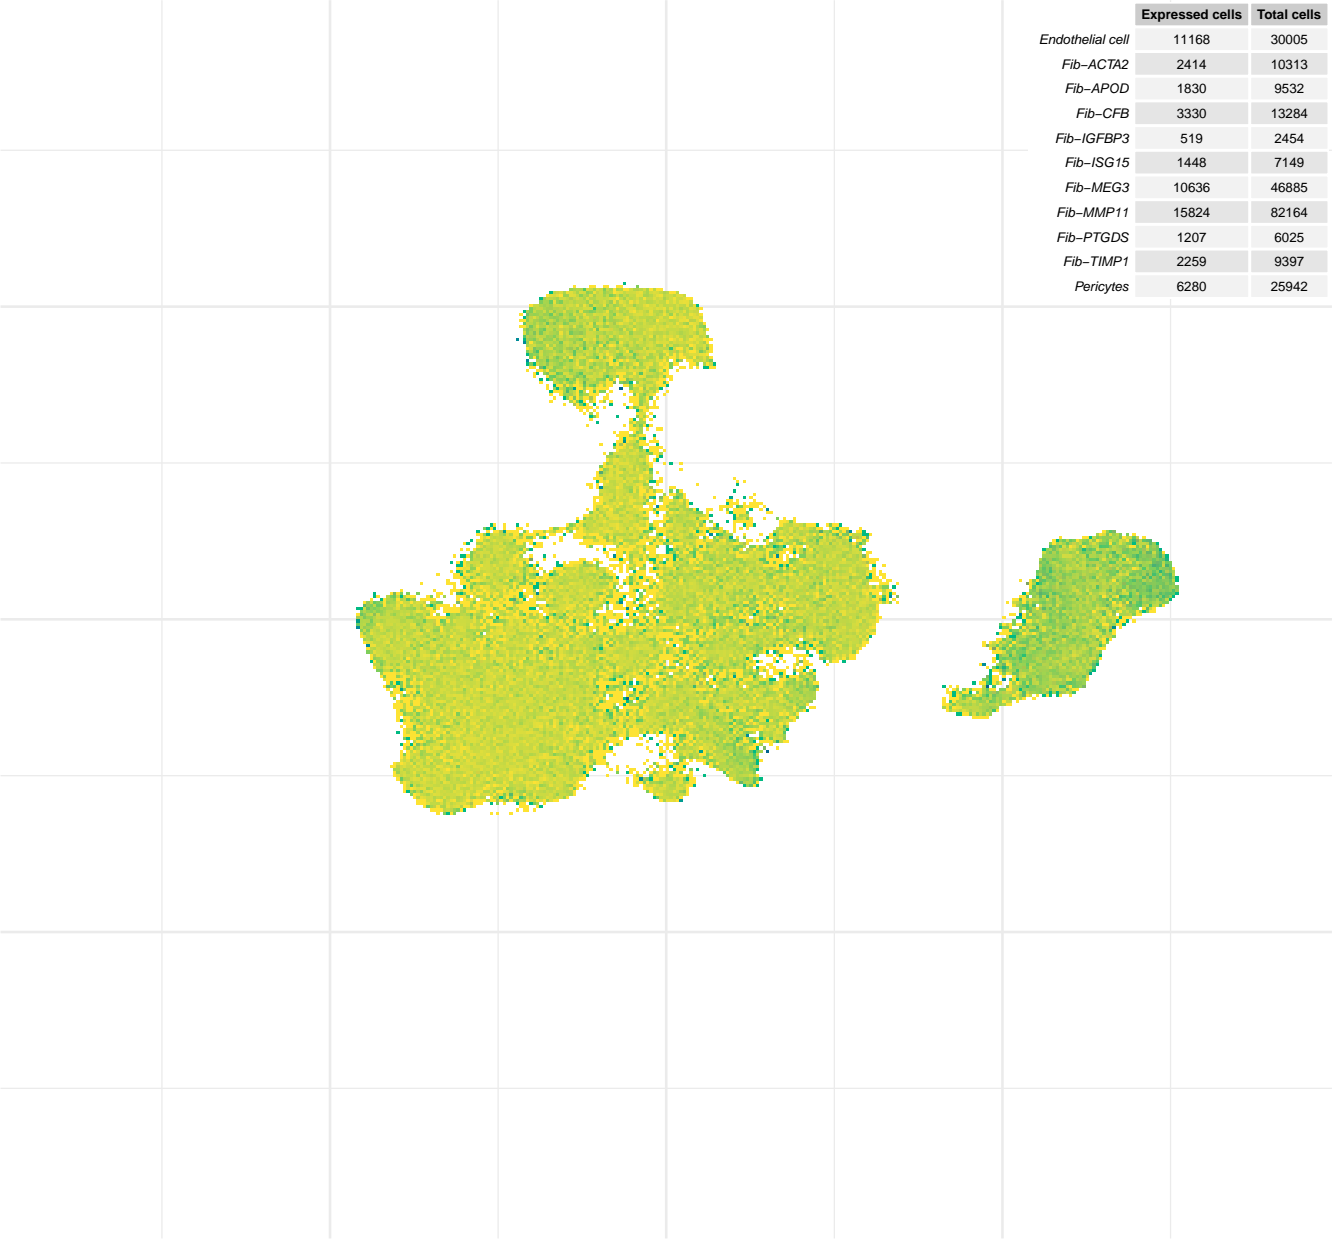 Expressed cells Total cells
Endothelial cell 11168 30005
Fib−ACTA2 2414 10313
Fib−APOD 1830 9532
Fib−CFB 3330 13284
Fib−IGFBP3 519 2454
Fib−ISG15 1448 7149
Fib−MEG3 10636 46885
Fib−MMP11 15824 82164
Fib−PTGDS 1207 6025
Fib−TIMP1 2259 9397
Pericytes 6280 25942